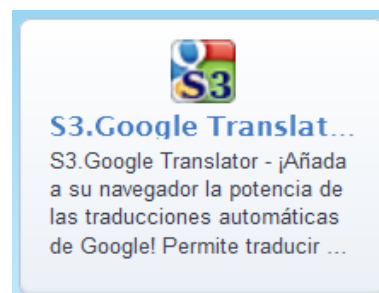 S3
S3.Google Translat...
S3.Google Translator - ¡Añada
a su navegador la potencia de
las traducciones automáticas
de Google! Permite traducir ...